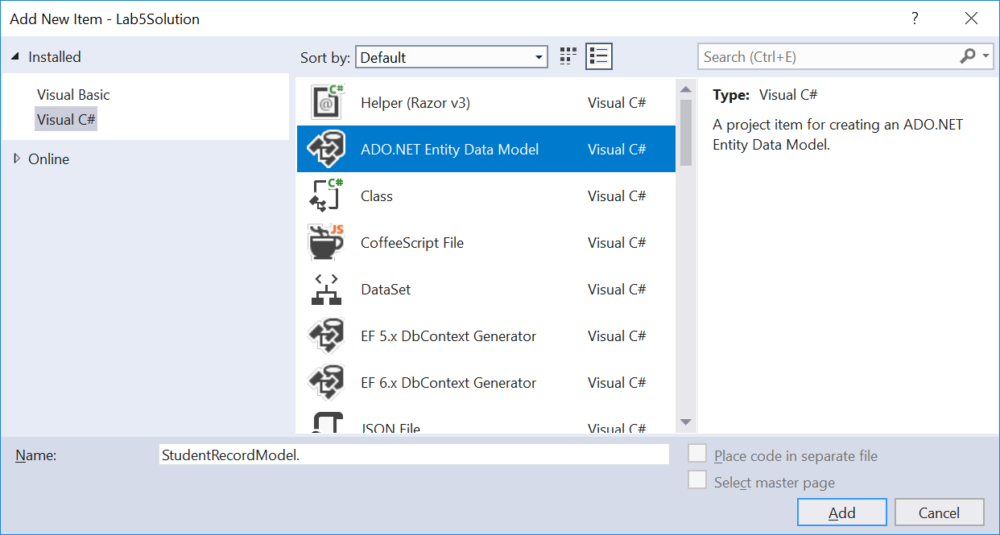 Add New Item - Lab5Solution
?
Installed
Visual Basic
Visual C#
Online
Sort by: Default
Search (Ctrl+E)
C#
@
Helper (Razor v3) Visual C#
ADO.NET Entity Data Model Visual C#
C#
Class Visual C#
JS
CoffeeScript File Visual C#
DataSet Visual C#
EF 5.x DbContext Generator Visual C#
EF 6.x DbContext Generator Visual C#
JSON File Visual C#
Type: Visual C#
A project item for creating an ADO.NET
Entity Data Model.
Name: StudentRecordModel.
Place code in separate file
Select master page
Add Cancel